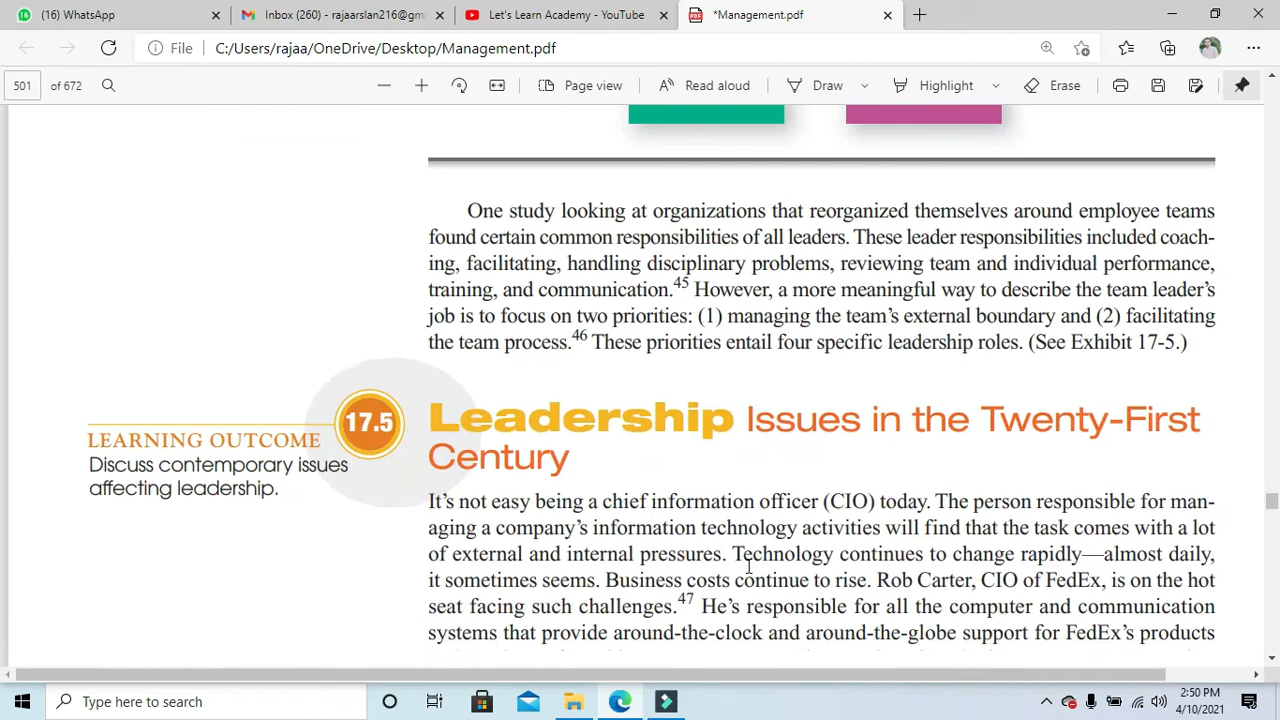 (16) WhatsApp
Inbox (260) - rajaarslan216@gm
Let's Learn Academy - YouTube
*Management.pdf
File
C:/Users/rajaa/OneDrive/Desktop/Management.pdf
501 of 672
Page view
Read aloud
Draw
Highlight
Erase
One study looking at organizations that reorganized themselves around employee teams
found certain common responsibilities of all leaders. These leader responsibilities included coach-
ing, facilitating, handling disciplinary problems, reviewing team and individual performance,
training, and communication.45 However, a more meaningful way to describe the team leader's
job is to focus on two priorities: (1) managing the team's external boundary and (2) facilitating
the team process.46 These priorities entail four specific leadership roles. (See Exhibit 17-5.)
17.5
LEARNING OUTCOME
Discuss contemporary issues
affecting leadership.
Leadership Issues in the Twenty-First
Century
It's not easy being a chief information officer (CIO) today. The person responsible for man-
aging a company's information technology activities will find that the task comes with a lot
of external and internal pressures. Technology continues to change rapidly—almost daily,
it sometimes seems. Business costs continue to rise. Rob Carter, CIO of FedEx, is on the hot
seat facing such challenges.47 He's responsible for all the computer and communication
systems that provide around-the-clock and around-the-globe support for FedEx's products
Type here to search
2:50 PM
4/10/2021